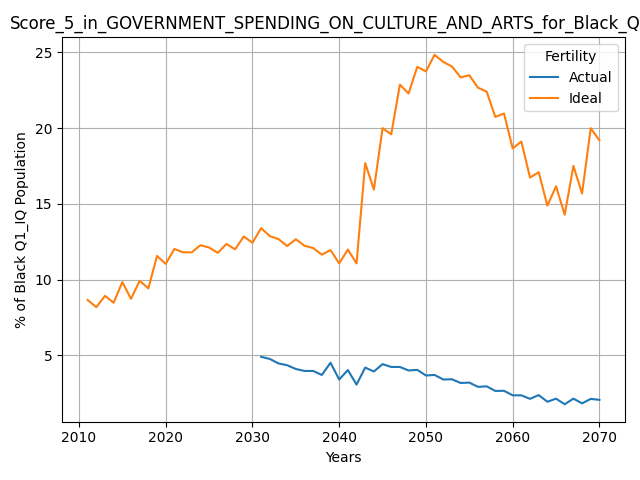 Score_5_in_GOVERNMENT_SPENDING_ON_CULTURE_AND_ARTS_for_Black_Q
Fertility
Actual
Ideal
% of Black Q1_IQ Population
25
20
15
10
5
2010 2020 2030 2040 2050 2060 2070
Years